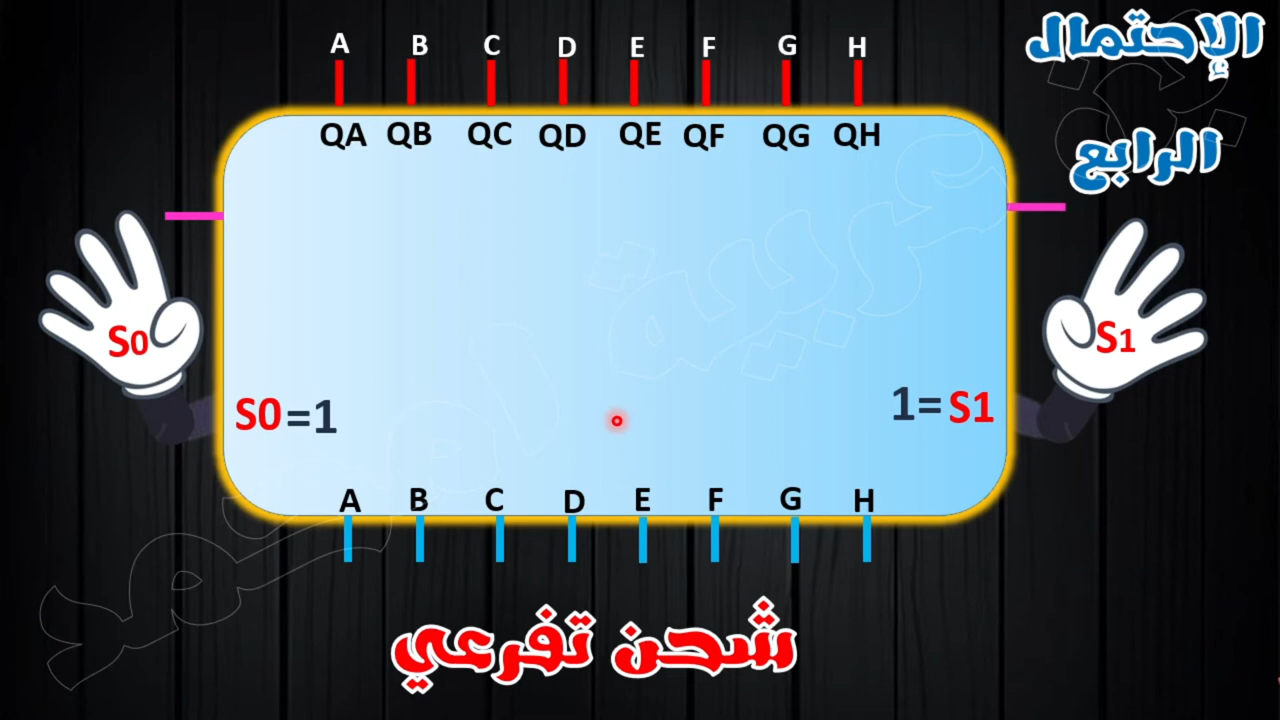 الإحتمال
الرابع
A B C D E F G H
QA QB QC QD QE QF QG QH
S0
S1
S0=1
1= S1
A B C D E F G H
شحن تفرعي